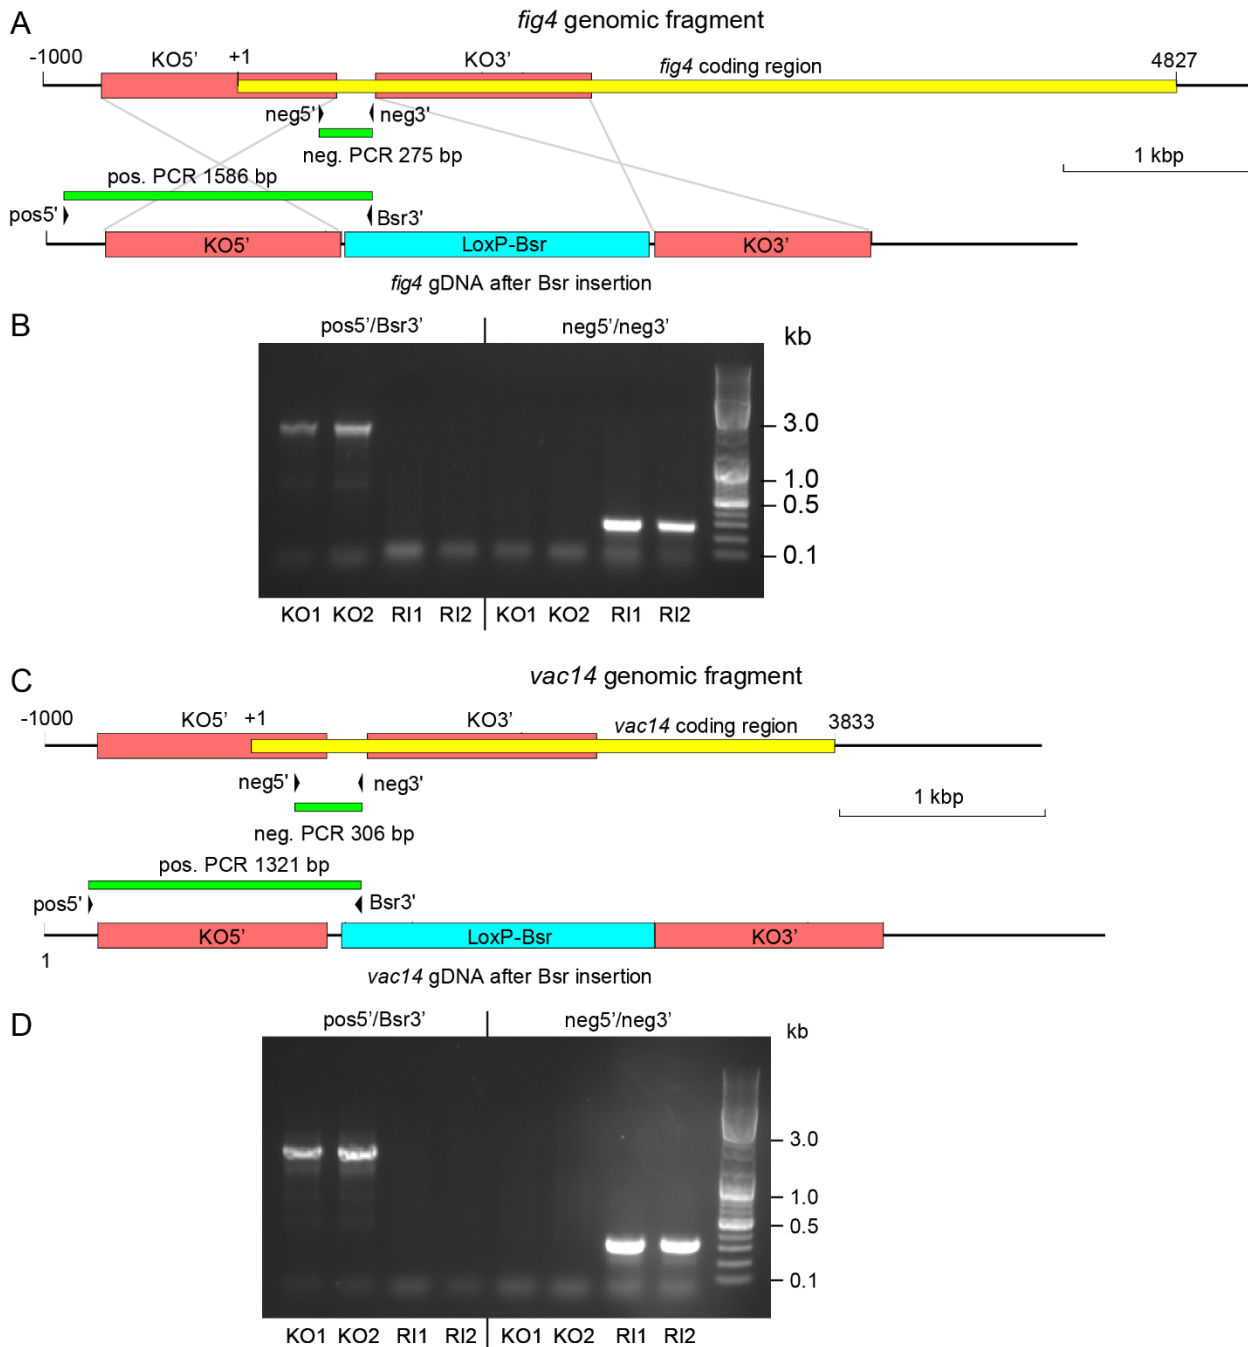 A
fig4 genomic fragment
-1000 KO5' +1 KO3' fig4 coding region 4827
neg5' neg3'
neg. PCR 275 bp
1 kbp
pos. PCR 1586 bp
pos5' Bsr3'
KO5' LoxP-Bsr KO3'
fig4 gDNA after Bsr insertion
B
pos5'/Bsr3' neg5'/neg3' kb
3.0
1.0
0.5
0.1
KO1 KO2 RI1 RI2 KO1 KO2 RI1 RI2
C
vac14 genomic fragment
-1000 KO5' +1 KO3' vac14 coding region 3833
neg5' neg3'
1 kbp
neg. PCR 306 bp
pos. PCR 1321 bp
pos5' Bsr3'
KO5' LoxP-Bsr KO3'
1
vac14 gDNA after Bsr insertion
D
pos5'/Bsr3' neg5'/neg3' kb
3.0
1.0
0.5
0.1
KO1 KO2 RI1 RI2 KO1 KO2 RI1 RI2